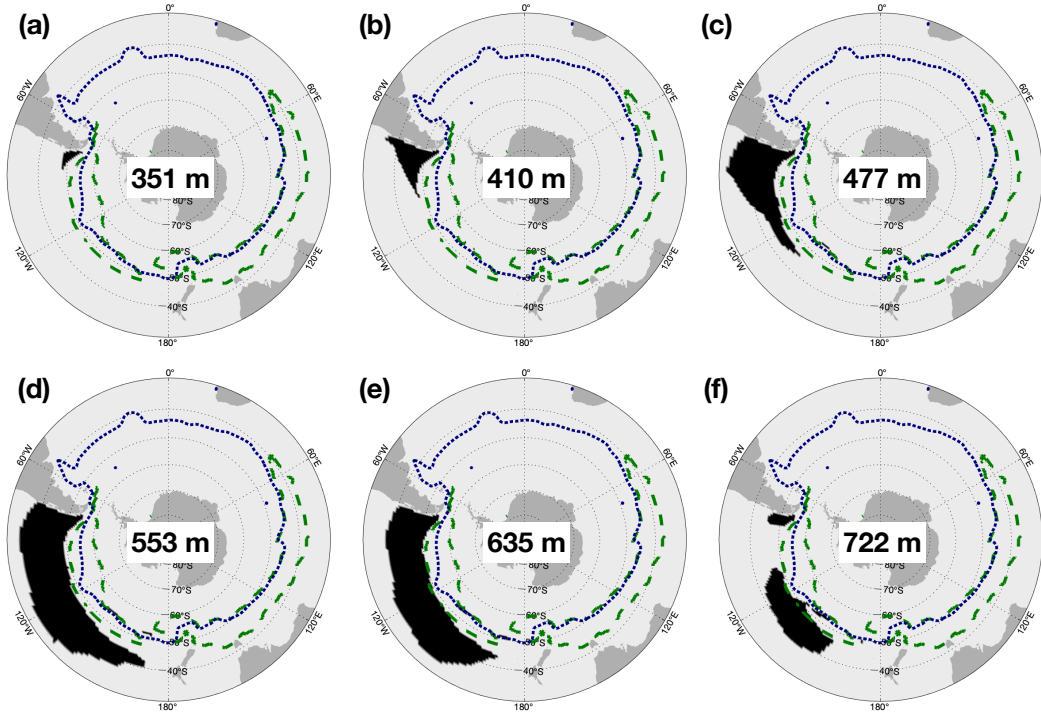 (a)
0°
60°W
60°E
351 m
80°S
70°S
60°S
50°S
40°S
120°W
120°E
180°
(b)
0°
60°W
60°E
410 m
80°S
70°S
60°S
50°S
40°S
120°W
120°E
180°
(c)
0°
60°W
60°E
477 m
80°S
70°S
60°S
50°S
40°S
120°W
120°E
180°
(d)
0°
60°W
60°E
553 m
80°S
70°S
60°S
50°S
40°S
120°W
120°E
180°
(e)
0°
60°W
60°E
635 m
80°S
70°S
60°S
50°S
40°S
120°W
120°E
180°
(f)
0°
60°W
60°E
722 m
80°S
70°S
60°S
50°S
40°S
120°W
120°E
180°